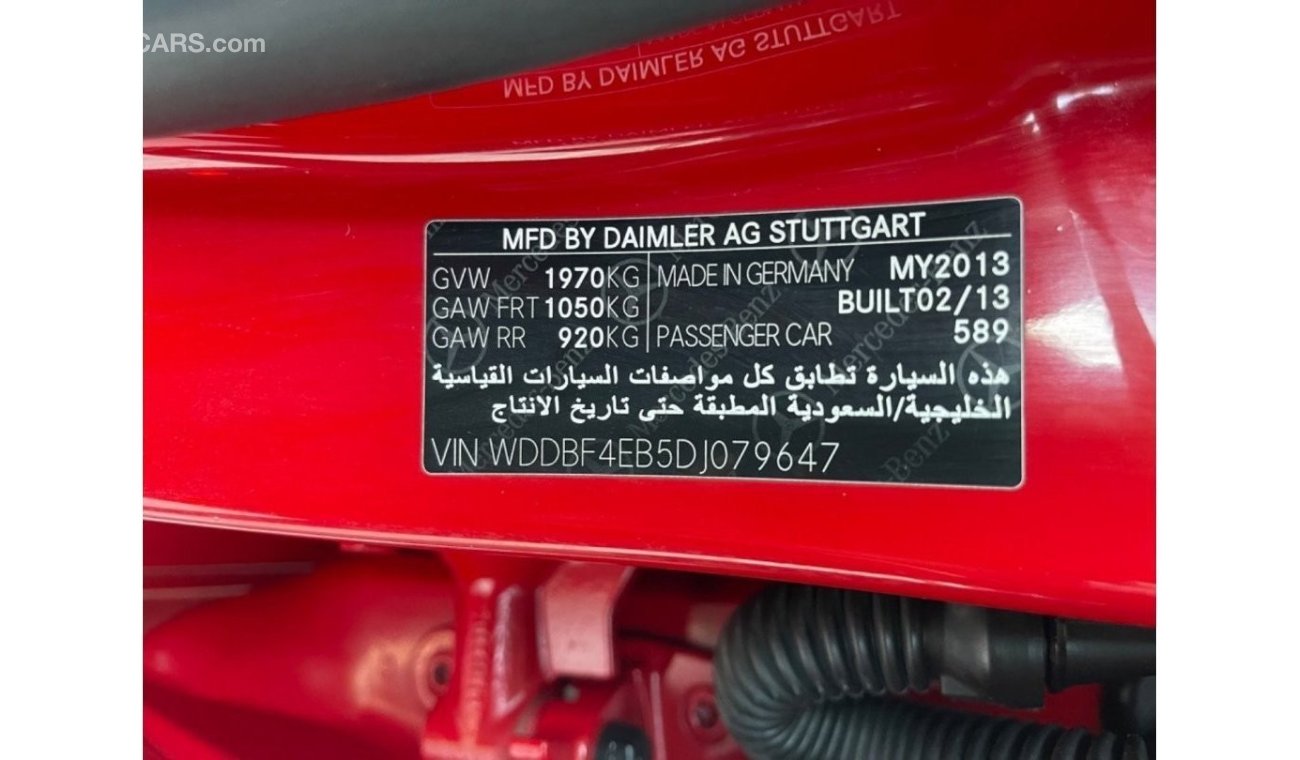 CARS.com
MFD BY DAIMLER AG STUTTGART
MFD BY DAIMLER AG STUTTGART
GVW 1970KG MADE IN GERMANY MY2013
GAW FRT 1050KG BUILT02/13
GAW RR 920KG PASSENGER CAR 589
هذه السيارة تطابق كل مواصفات السيارات القياسية
الخليجية/السعودية المطبقة حتى تاريخ الانتاج
VIN WDDBF4EB5DJ079647
Mercedes-Benz